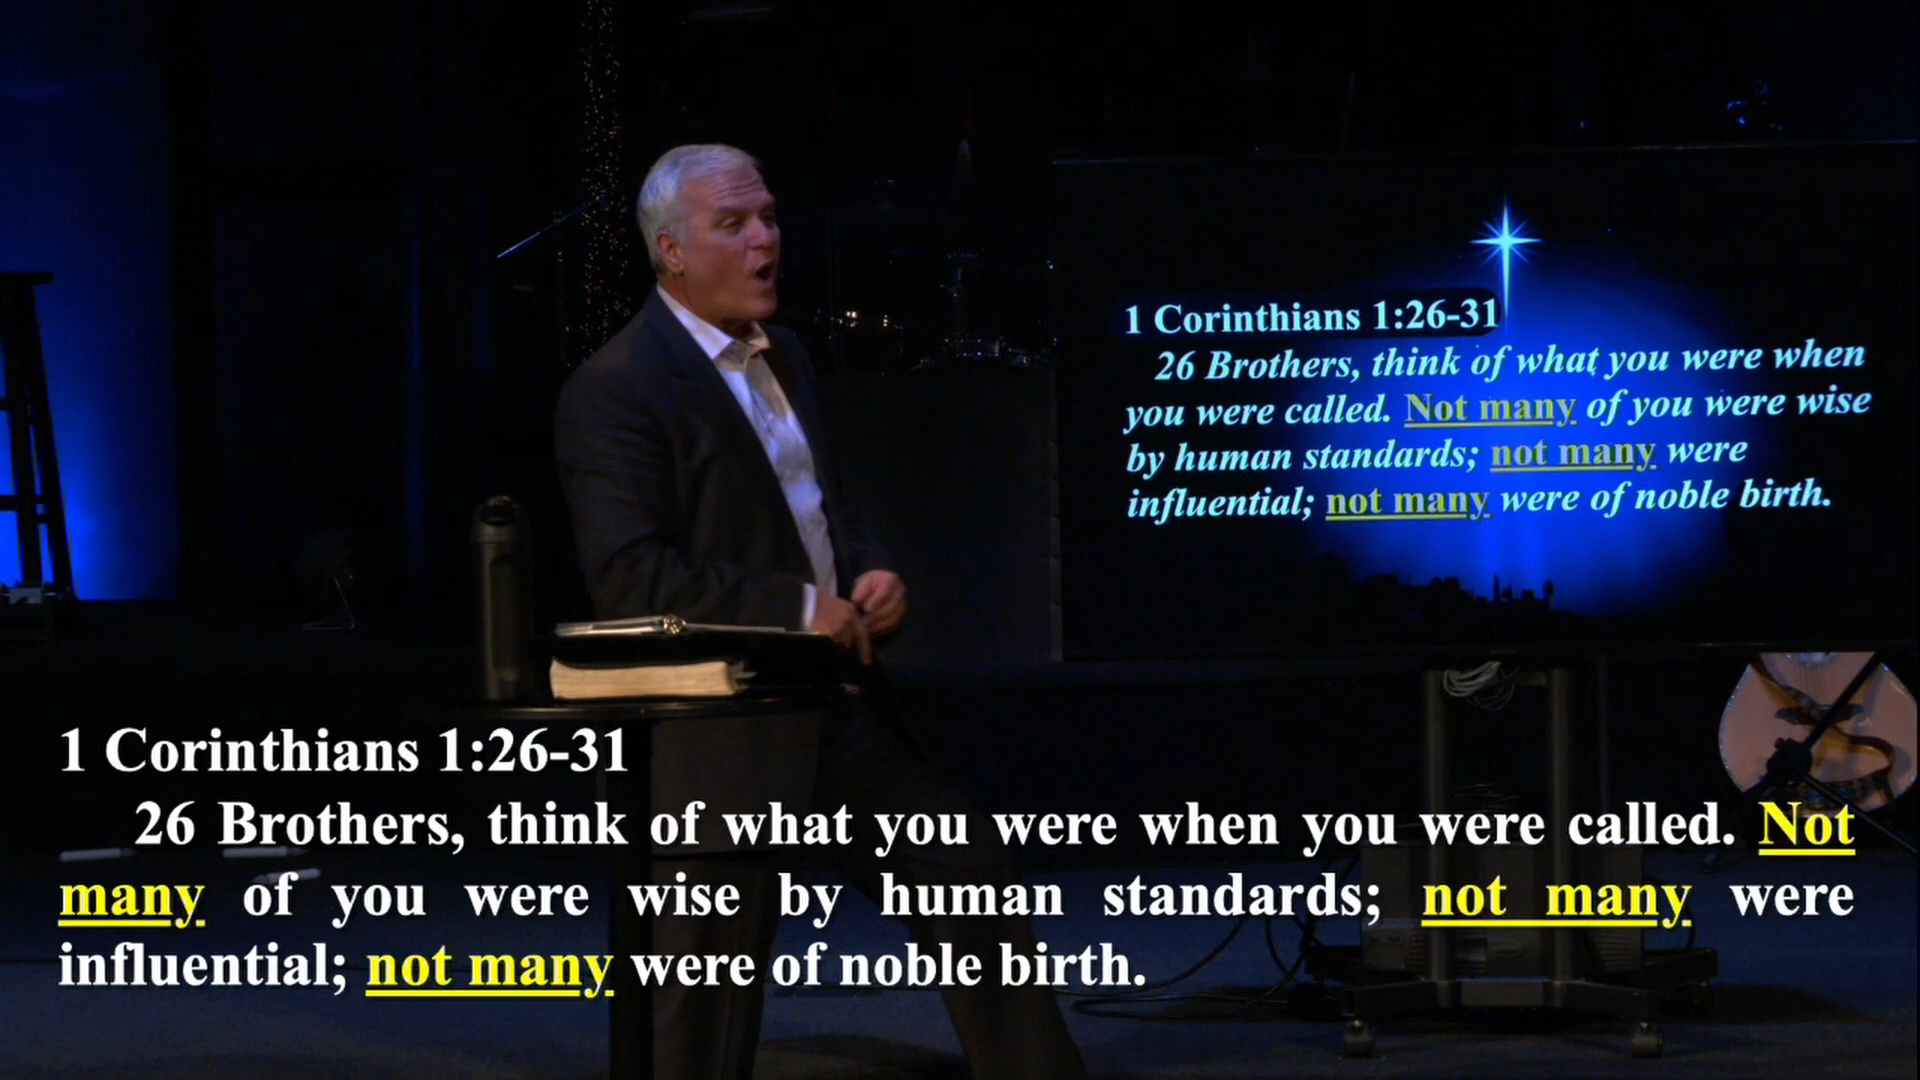 1 Corinthians 1:26-31
26 Brothers, think of what you were when
you were called. Not many of you were wise
by human standards; not many were
influential; not many were of noble birth.
1 Corinthians 1:26-31
26 Brothers, think of what you were when you were called. Not
many of you were wise by human standards; not many were
influential; not many were of noble birth.